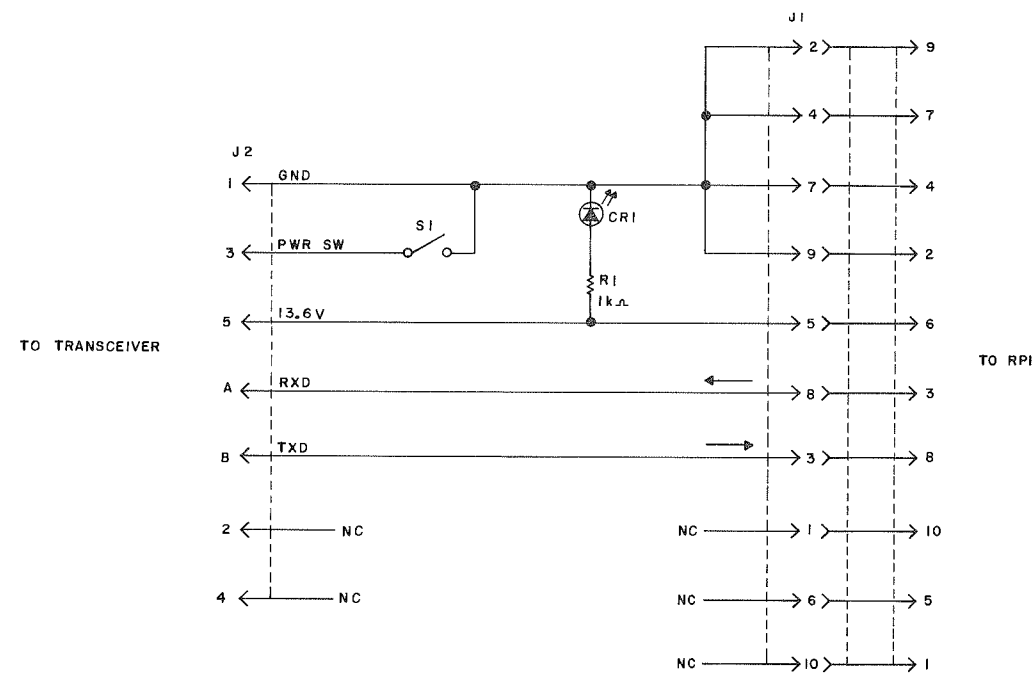 J1
2 9
4 7
J2
1 GND 7 4
CR1
S1
3 PWR SW 9 2
R1
1kΩ
5 13.6V 5 6
TO TRANSCEIVER
TO RPI
A RXD 8 3
B TXD 3 8
2 NC NC 1 10
4 NC NC 6 5
NC 10 1